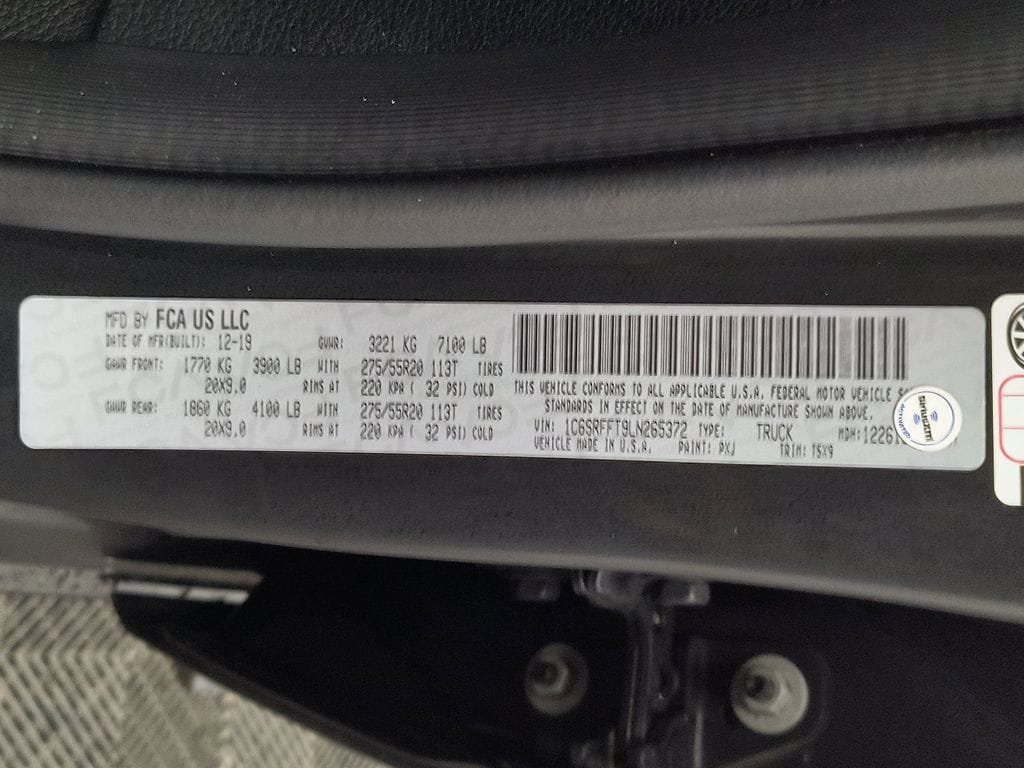 MFD BY FCA US LLC
DATE OF MFR(BUILT): 12-19 GVWR: 3221 KG 7100 LB
GAWR FRONT: 1770 KG 3900 LB WITH 275/55R20 113T TIRES
20X9.0 RIMS AT 220 KPA ( 32 PSI) COLD
GAWR REAR: 1860 KG 4100 LB WITH 275/55R20 113T TIRES
20X9.0 RIMS AT 220 KPA ( 32 PSI) COLD
THIS VEHICLE CONFORMS TO ALL APPLICABLE U.S.A. FEDERAL MOTOR VEHICLE
STANDARDS IN EFFECT ON THE DATE OF MANUFACTURE SHOWN ABOVE,
VIN: 1C6SRFFT9LN265372 TYPE: TRUCK MDH:
VEHICLE MADE IN U.S.A. PAINT: PXJ TRIM: TSX9
siriusxm